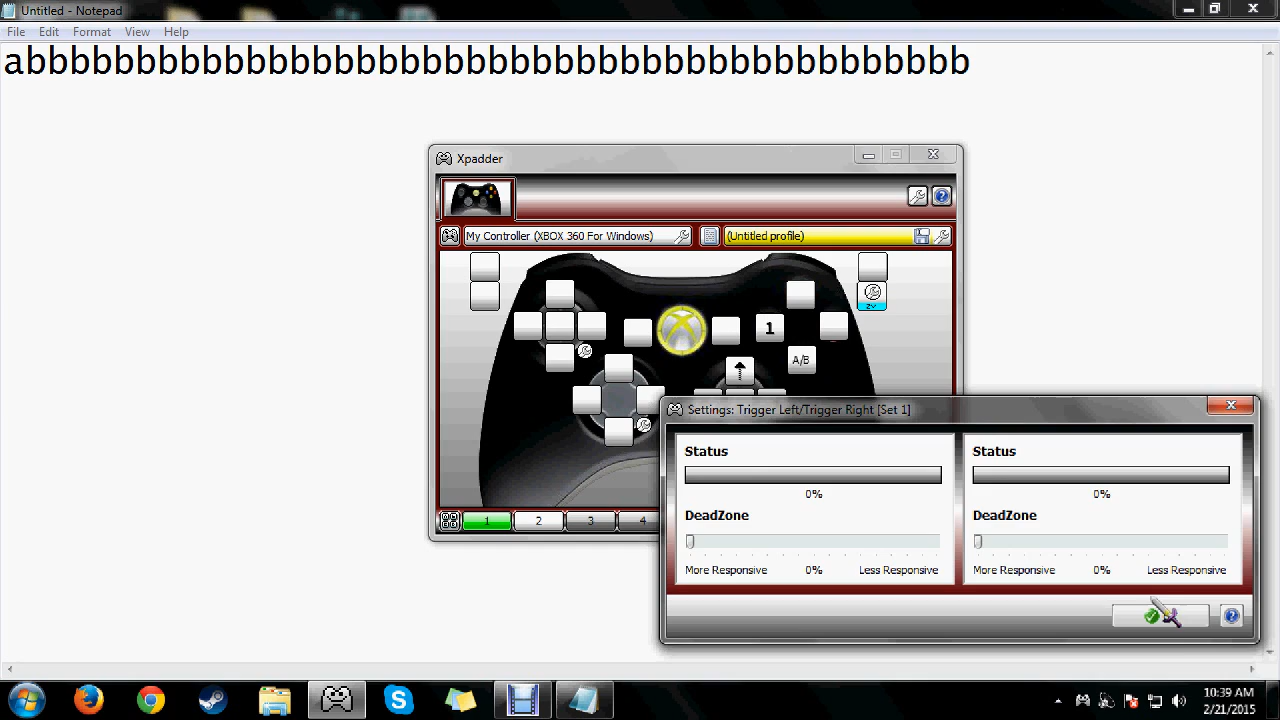 Untitled - Notepad
File Edit Format View Help
abbbbbbbbbbbbbbbbbbbbbbbbbbbbbbbbbbbbbbbbbbb
Xpadder
My Controller (XBOX 360 For Windows)
(Untitled profile)
1
A/B
1 2 3 4
Settings: Trigger Left/Trigger Right [Set 1]
Status
0%
DeadZone
More Responsive 0% Less Responsive
Status
0%
DeadZone
More Responsive 0% Less Responsive
10:39 AM
2/21/2015